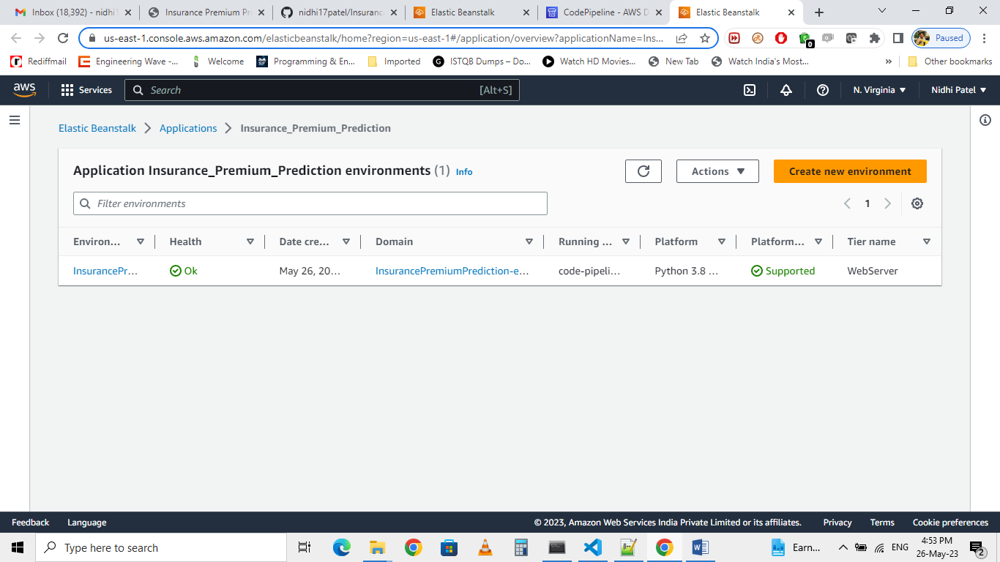 Inbox (18,392) - nidhi1
Insurance Premium Pr
nidhi17patel/Insuranc
Elastic Beanstalk
CodePipeline - AWS D
Elastic Beanstalk
us-east-1.console.aws.amazon.com/elasticbeanstalk/home?region=us-east-1#/application/overview?applicationName=Ins...
0
Paused
Rediffmail
Engineering Wave -...
Welcome
Programming & En...
Imported
ISTQB Dumps – Do...
Watch HD Movies...
New Tab
Watch India's Most...
»
Other bookmarks
aws
Services
Search
[Alt+S]
N. Virginia
Nidhi Patel
Elastic Beanstalk
Applications
Insurance_Premium_Prediction
Application Insurance_Premium_Prediction environments (1) Info
Actions
Create new environment
Filter environments
1
Environ...
Health
Date cre...
Domain
Running ...
Platform
Platform...
Tier name
InsurancePr...
Ok
May 26, 20...
InsurancePremiumPrediction-e...
code-pipeli...
Python 3.8 ...
Supported
WebServer
Feedback
Language
© 2023, Amazon Web Services India Private Limited or its affiliates.
Privacy
Terms
Cookie preferences
Type here to search
Earn...
ENG
4:53 PM
26-May-23
2